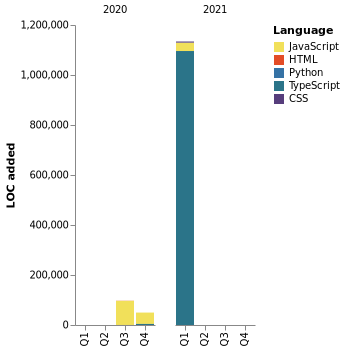 2020
2021
1,200,000
1,000,000
800,000
600,000
400,000
200,000
0
LOC added
Q1
Q2
Q3
Q4
Q1
Q2
Q3
Q4
Language
JavaScript
HTML
Python
TypeScript
CSS